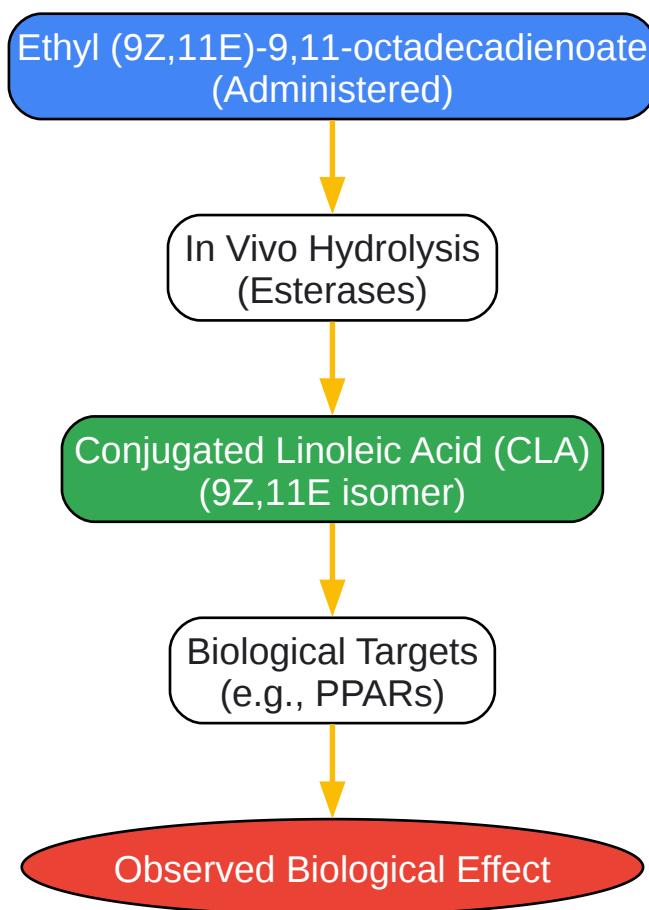 Ethyl (9Z,11E)-9,11-octadecadienoate
(Administered)
In Vivo Hydrolysis
(Esterases)
Conjugated Linoleic Acid (CLA)
(9Z,11E isomer)
Biological Targets
(e.g., PPARs)
Observed Biological Effect